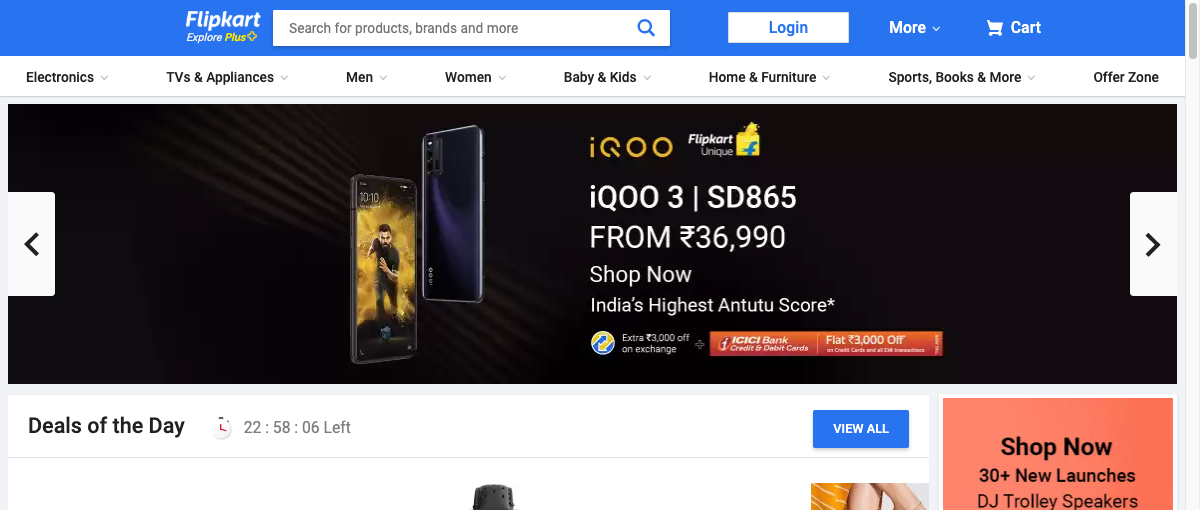 Flipkart
Explore Plus
Search for products, brands and more
Login
More
Cart
Electronics
TVs & Appliances
Men
Women
Baby & Kids
Home & Furniture
Sports, Books & More
Offer Zone
iQOO
Flipkart
Unique
iQOO 3 | SD865
FROM ₹36,990
Shop Now
India's Highest Antutu Score*
10:10
iQOO
Extra ₹3,000 off
on exchange
+
ICICI Bank
Credit & Debit Cards
Flat ₹3,000 Off*
on Credit Cards and all EMI transactions
Deals of the Day
22 : 58 : 06 Left
VIEW ALL
Shop Now
30+ New Launches
DJ Trolley Speakers